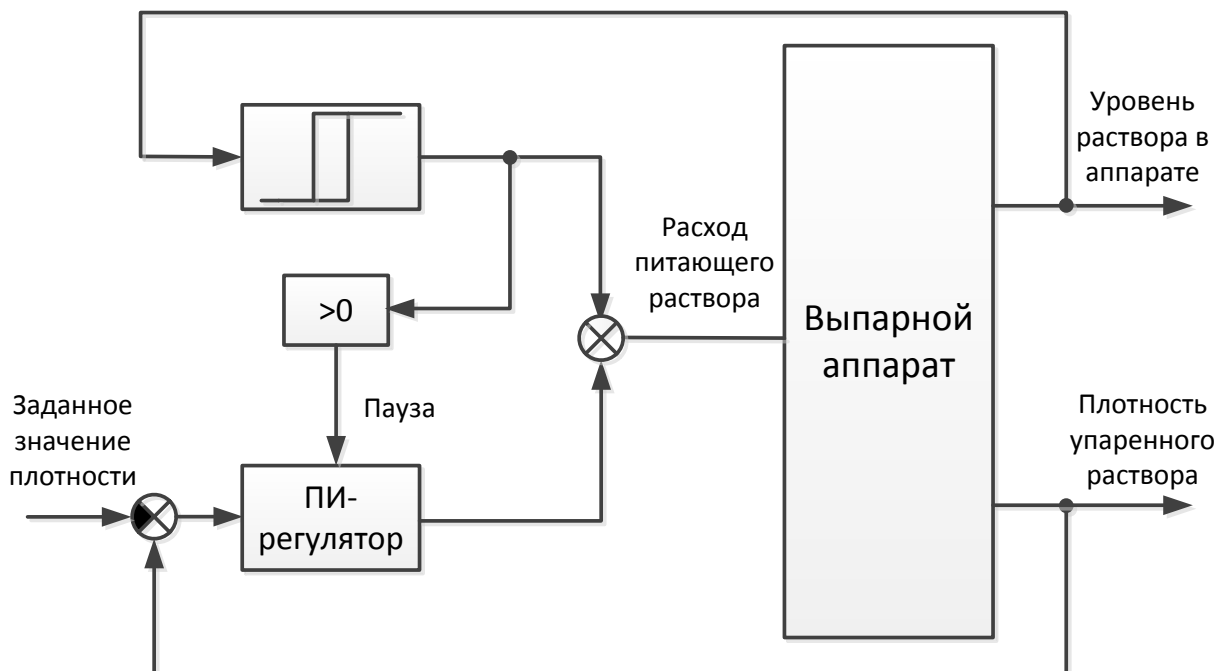 Уровень
раствора в
аппарате
Расход
питающего
раствора
>0
Выпарной
аппарат
Пауза
Заданное
значение
плотности
Плотность
упаренного
раствора
ПИ-
регулятор